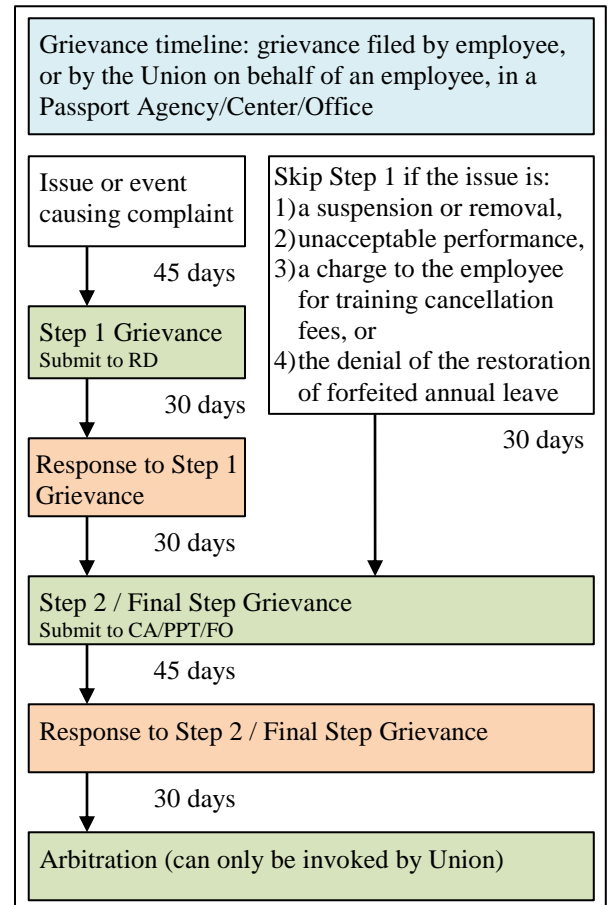 Grievance timeline: grievance filed by employee,
or by the Union on behalf of an employee, in a
Passport Agency/Center/Office
Issue or event
causing complaint
45 days
Step 1 Grievance
Submit to RD
30 days
Response to Step 1
Grievance
30 days
Skip Step 1 if the issue is:
1) a suspension or removal,
2) unacceptable performance,
3) a charge to the employee
for training cancellation
fees, or
4) the denial of the restoration
of forfeited annual leave
30 days
Step 2 / Final Step Grievance
Submit to CA/PPT/FO
45 days
Response to Step 2 / Final Step Grievance
30 days
Arbitration (can only be invoked by Union)